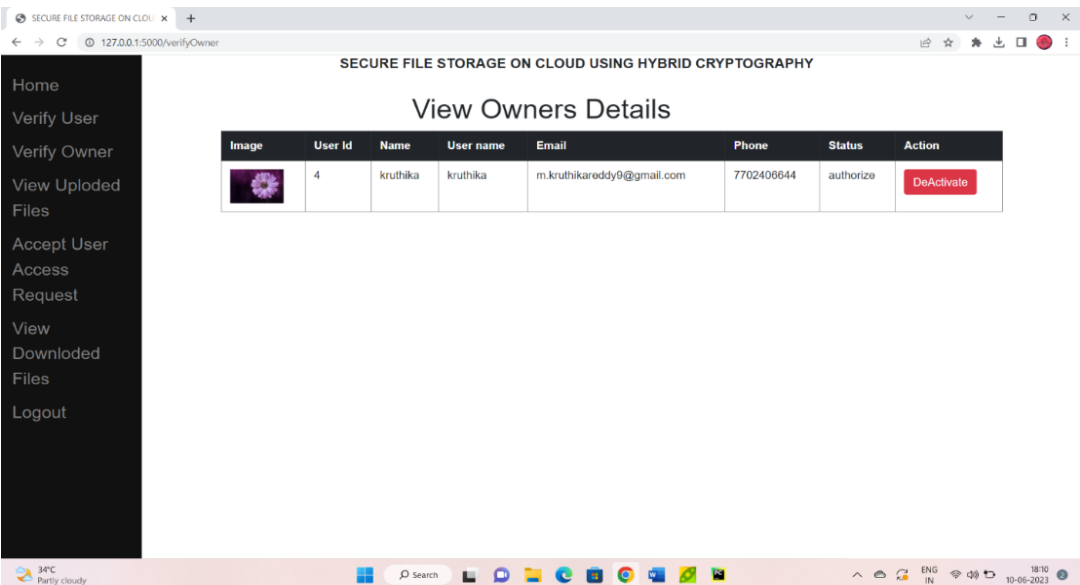 SECURE FILE STORAGE ON CLOU
127.0.0.1:5000/verifyOwner
SECURE FILE STORAGE ON CLOUD USING HYBRID CRYPTOGRAPHY
Home
Verify User
Verify Owner
View Uploded
Files
Accept User
Access
Request
View
Downloded
Files
Logout
View Owners Details
Image User Id Name User name Email Phone Status Action
4 kruthika kruthika m.kruthikareddy9@gmail.com 7702406644 authorize DeActivate
34°C
Partly cloudy
Search
ENG
IN
18:10
10-06-2023
2